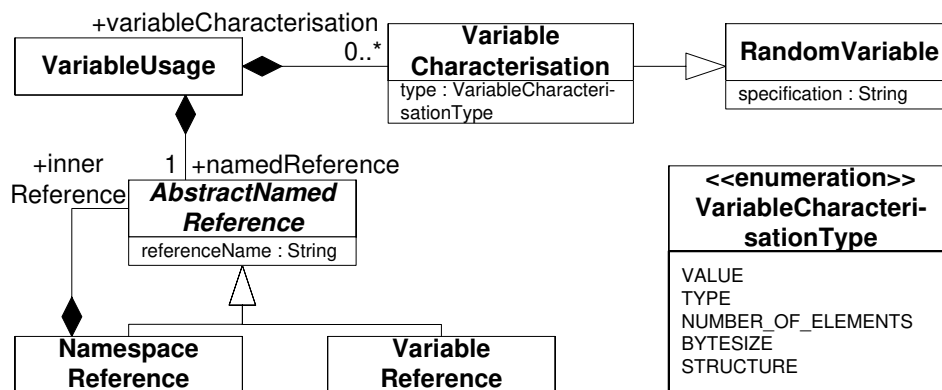 +variableCharacterisation
0..*
VariableUsage
Variable
Characterisation
type : VariableCharacteri-
sationType
RandomVariable
specification : String
+inner
Reference
1
+namedReference
AbstractNamed
Reference
referenceName : String
<<enumeration>>
VariableCharacteri-
sationType
VALUE
TYPE
NUMBER_OF_ELEMENTS
BYTESIZE
STRUCTURE
Namespace
Reference
Variable
Reference